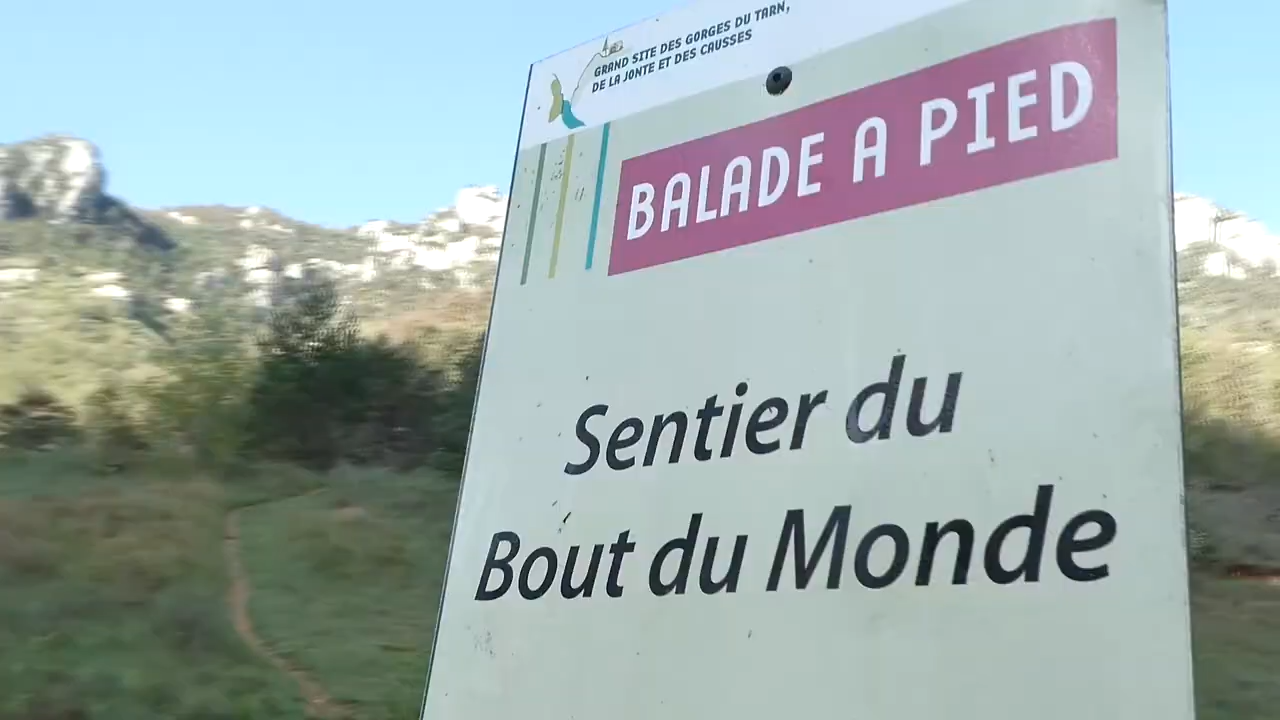 GRAND SITE DES GORGES DU TARN,
DE LA JONTE ET DES CAUSSES
BALADE A PIED
Sentier du
Bout du Monde